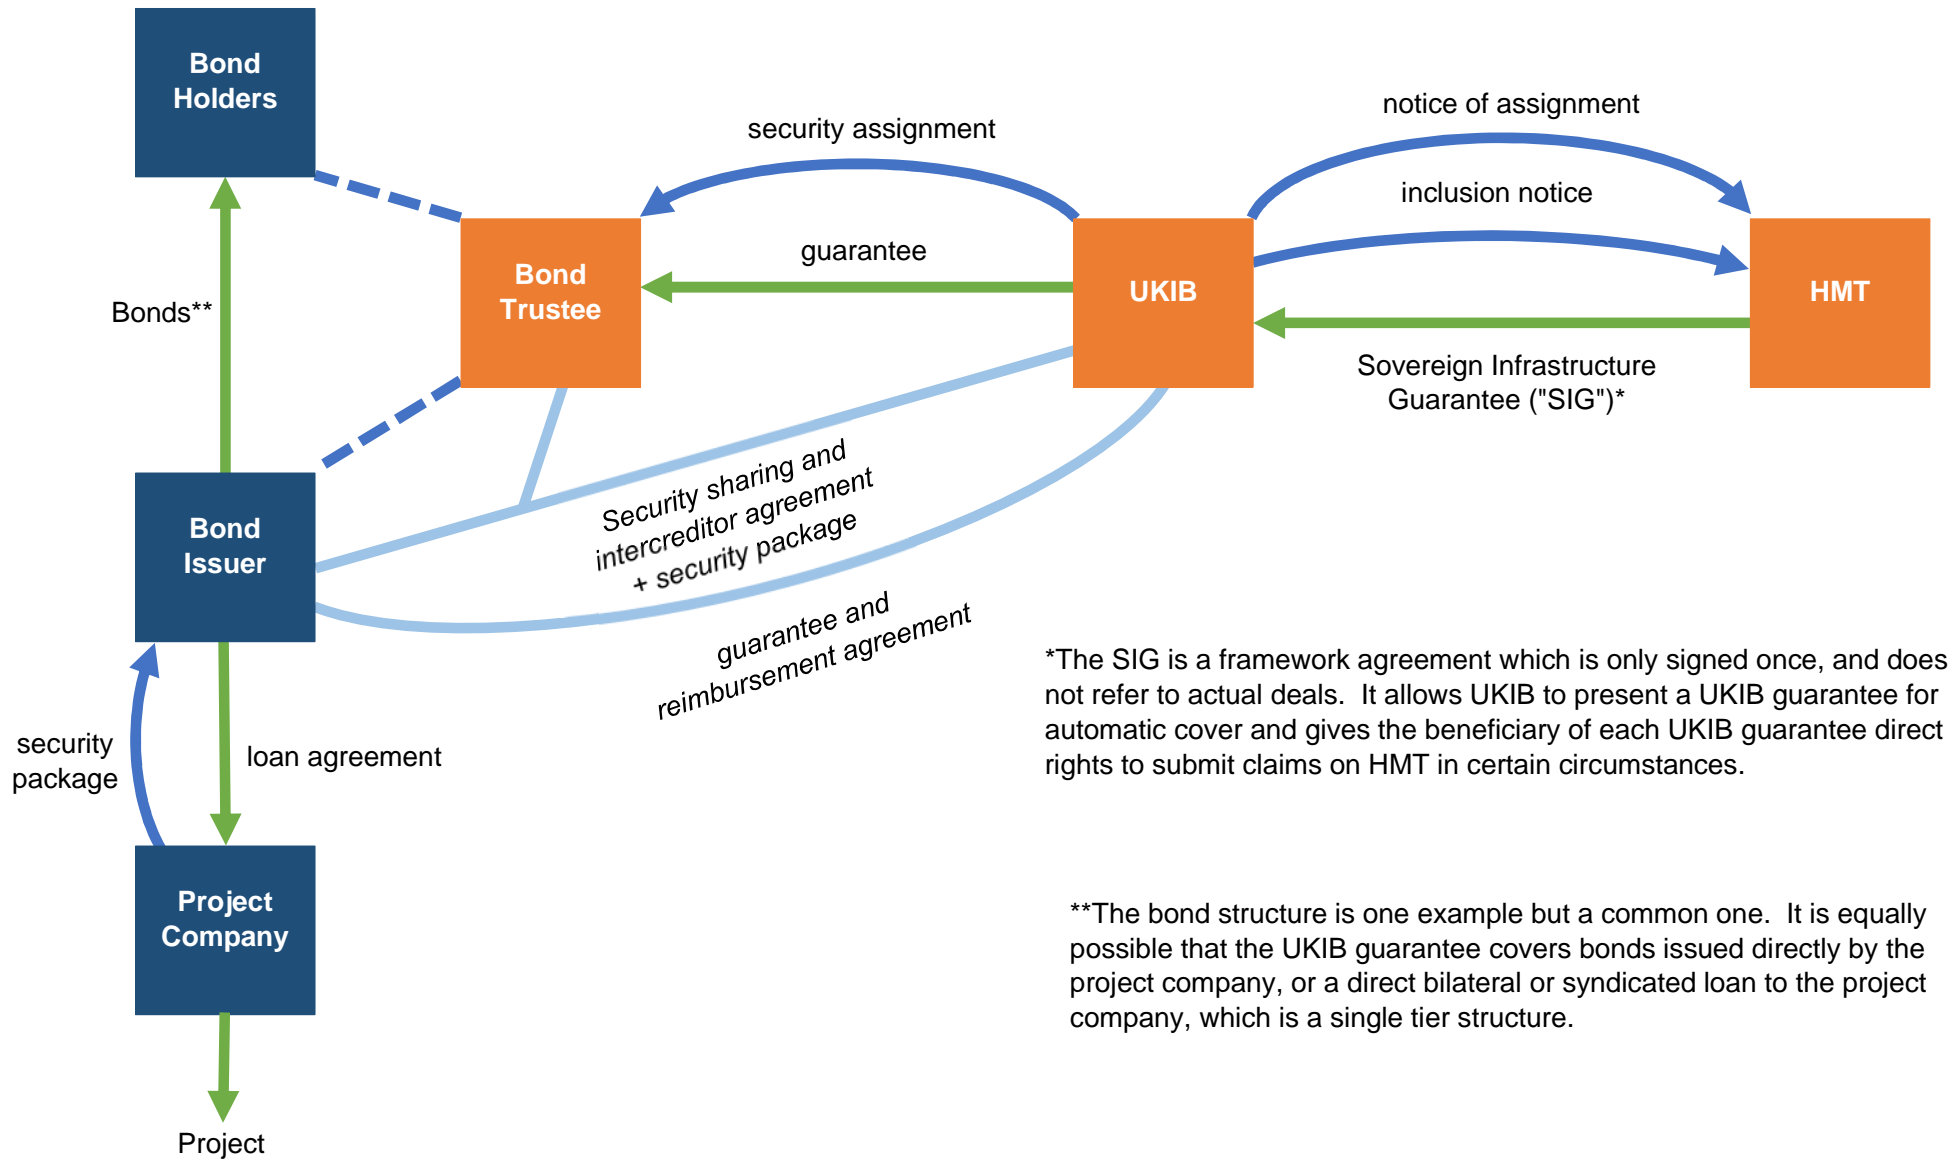 Bond
Holders
notice of assignment
security assignment
inclusion notice
guarantee
Bond
Trustee
UKIB
HMT
Bonds**
Sovereign Infrastructure
Guarantee ("SIG")*
Security sharing and
intercreditor agreement
+ security package
Bond
Issuer
guarantee and
reimbursement agreement
*The SIG is a framework agreement which is only signed once, and does
not refer to actual deals.  It allows UKIB to present a UKIB guarantee for
automatic cover and gives the beneficiary of each UKIB guarantee direct
rights to submit claims on HMT in certain circumstances.
security
package
loan agreement
Project
Company
**The bond structure is one example but a common one.  It is equally
possible that the UKIB guarantee covers bonds issued directly by the
project company, or a direct bilateral or syndicated loan to the project
company, which is a single tier structure.
Project